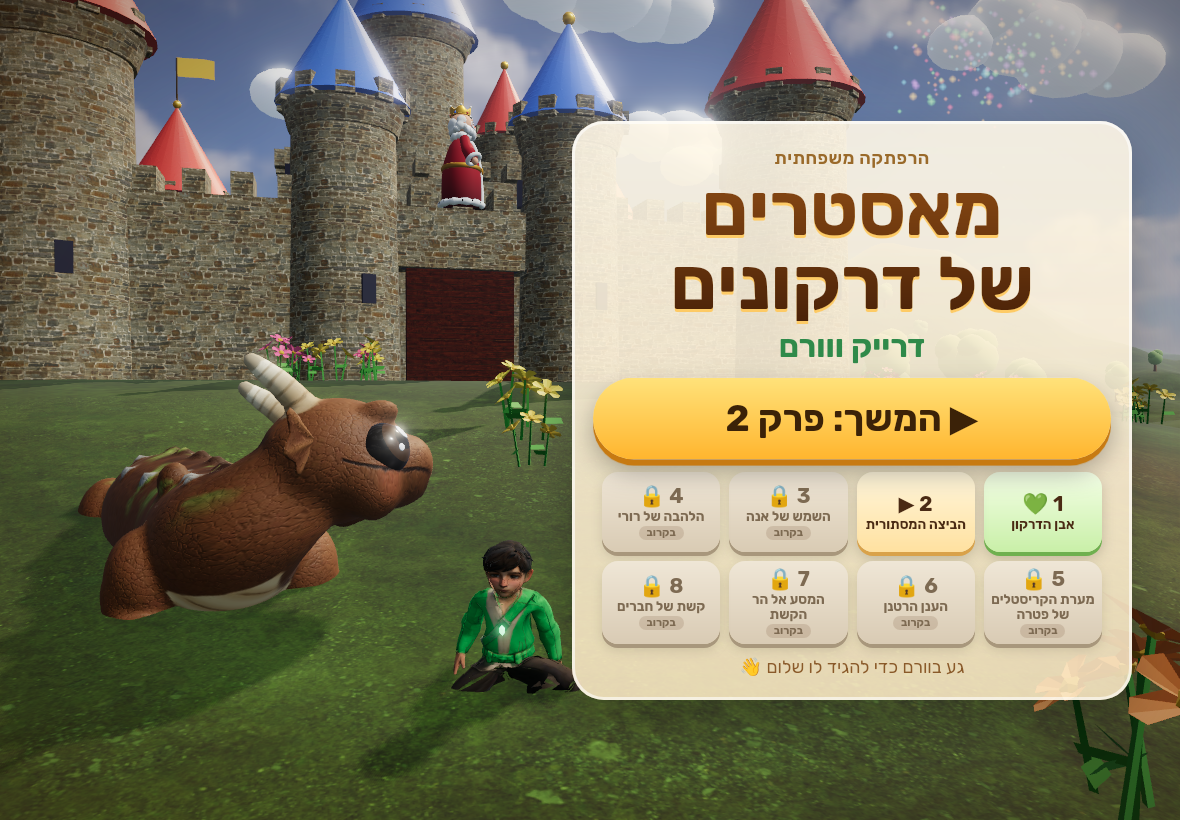 הרפתקה משפחתית
מאסטרים
של דרקונים
דרייק ווורם
▶ המשך: פרק 2
1 💚
אבן הדרקון
2 ▶
הביצה המסתורית
3 🔒
השמש של אנה
בקרוב
4 🔒
הלהבה של רורי
בקרוב
5 🔒
מערת הקריסטלים
של פטרה
בקרוב
6 🔒
הענן הרטגן
בקרוב
7 🔒
המסע אל הר
הקשת
בקרוב
8 🔒
קשת של חברים
בקרוב
גע בוורם כדי להגיד לו שלום 👋